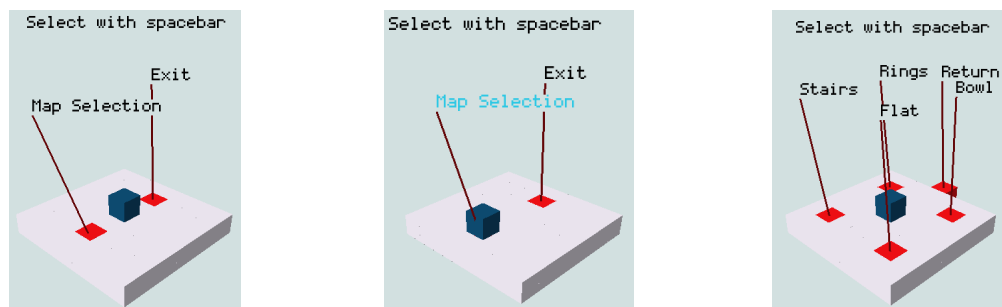 Select with spacebar
Exit
Map Selection
Select with spacebar
Exit
Map Selection
Select with spacebar
Rings Return
Stairs Bowl
Flat